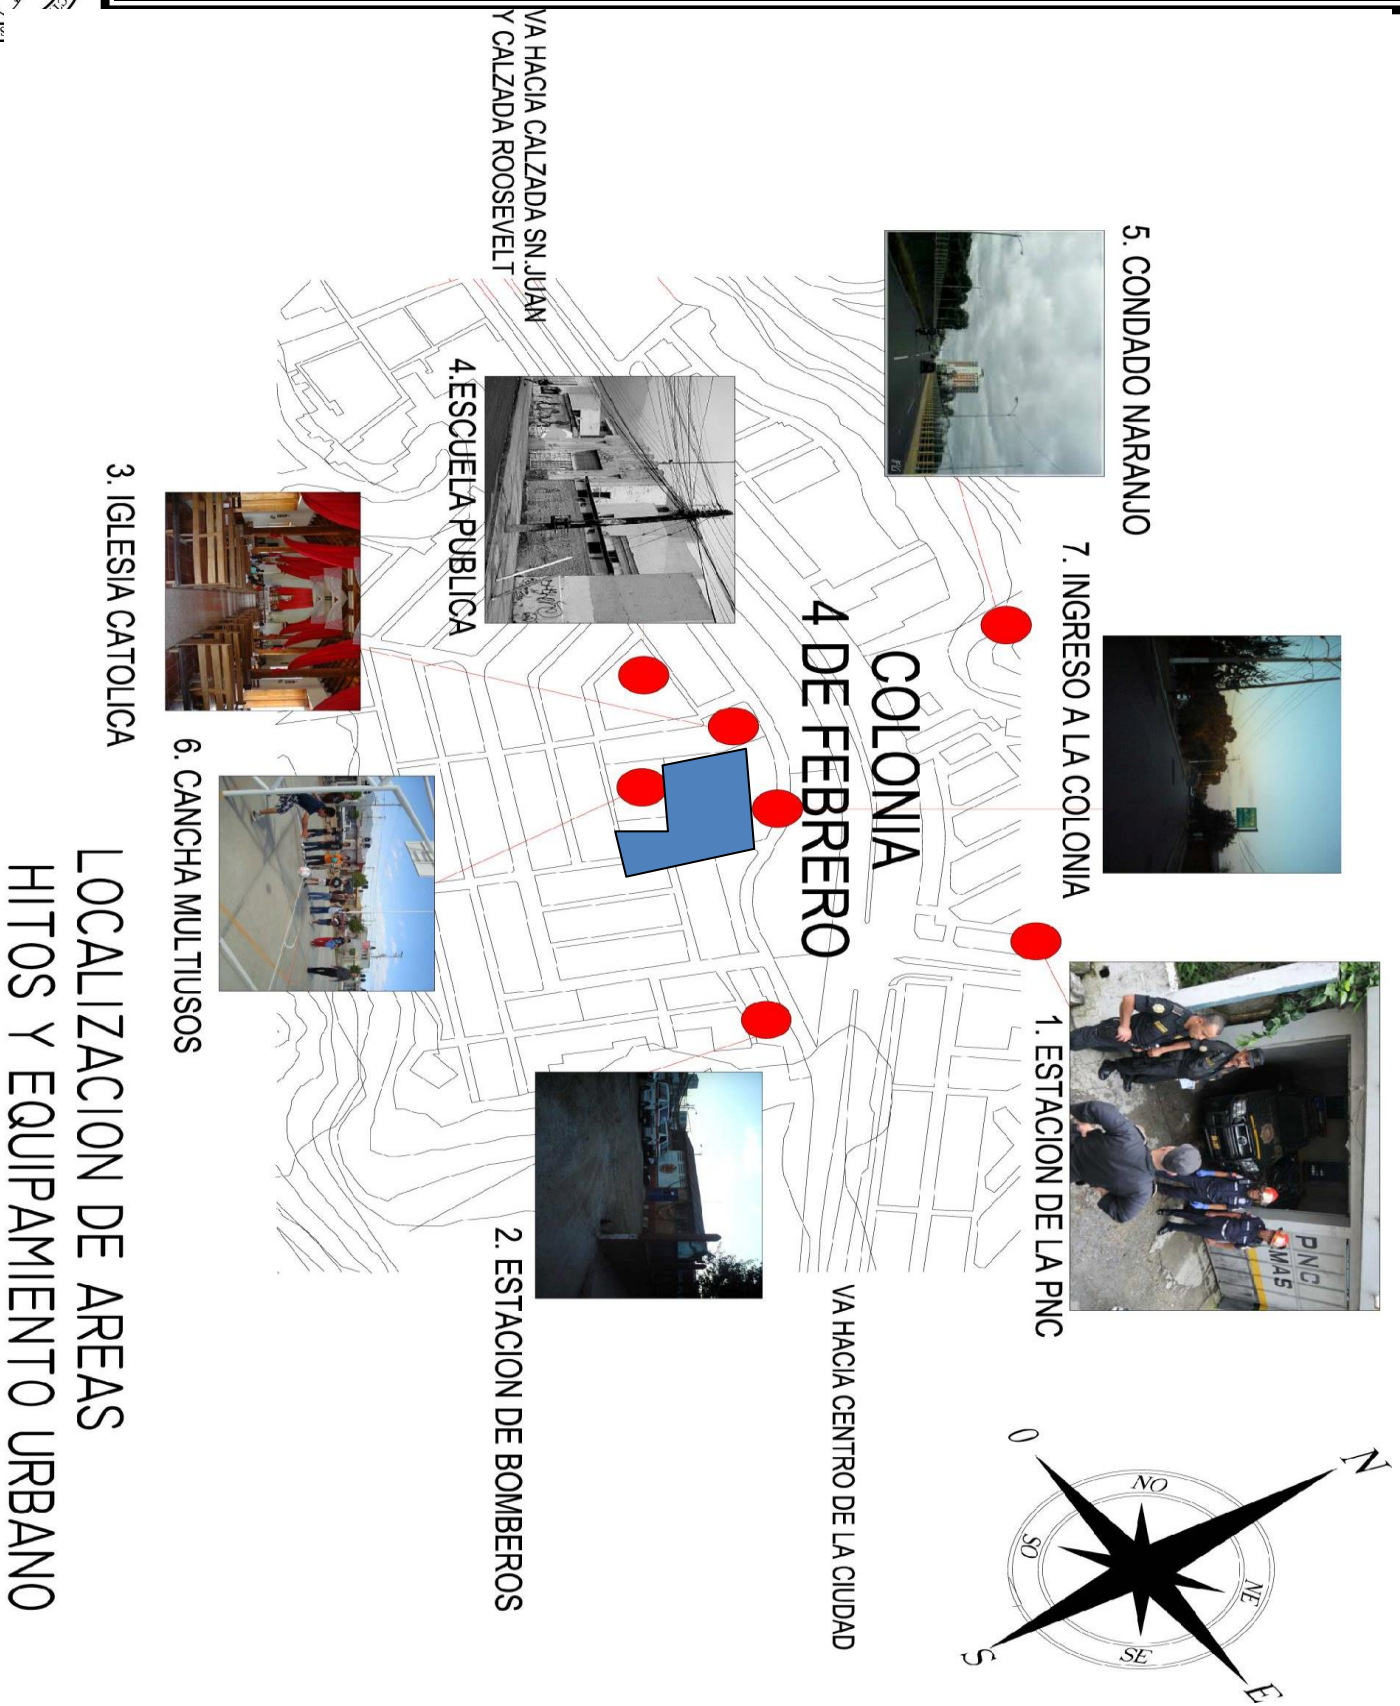 5. CONDADO NARANJO
7. INGRESO A LA COLONIA
1. ESTACION DE LA PNC
PNC
COLONIA
4 DE FEBRERO
VA HACIA CALZADA SN.JUAN
Y CALZADA ROOSEVELT
VA HACIA CENTRO DE LA CIUDAD
4.ESCUELA PUBLICA
2. ESTACION DE BOMBEROS
3. IGLESIA CATOLICA
6. CANCHA MULTIUSOS
N
NE
E
SE
S
SO
O
NO
LOCALIZACION DE AREAS
HITOS Y EQUIPAMIENTO URBANO